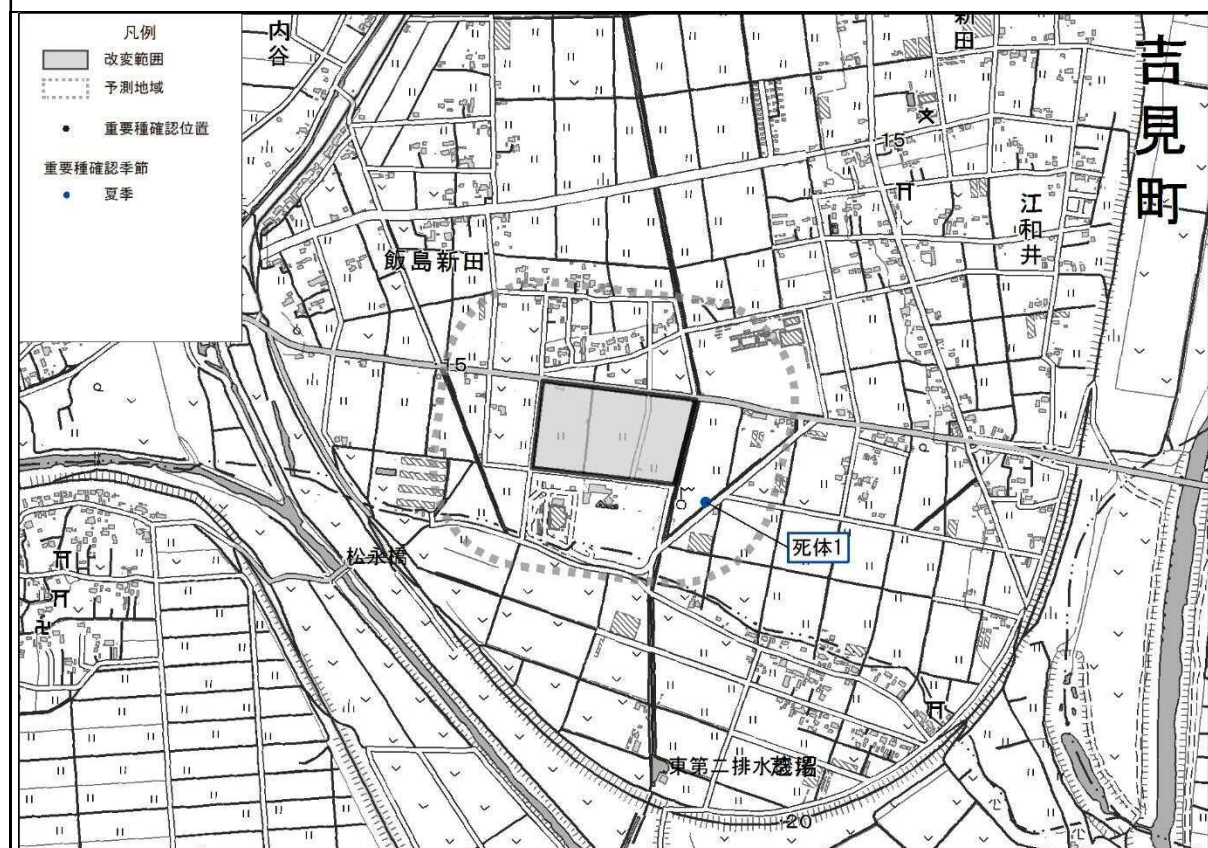 凡例
改変範囲
予測地域
重要種確認位置
重要種確認季節
夏季
内谷
新田
吉見町
15
江和井
飯島新田
15
死体1
松永橋
東第二排水機場
20